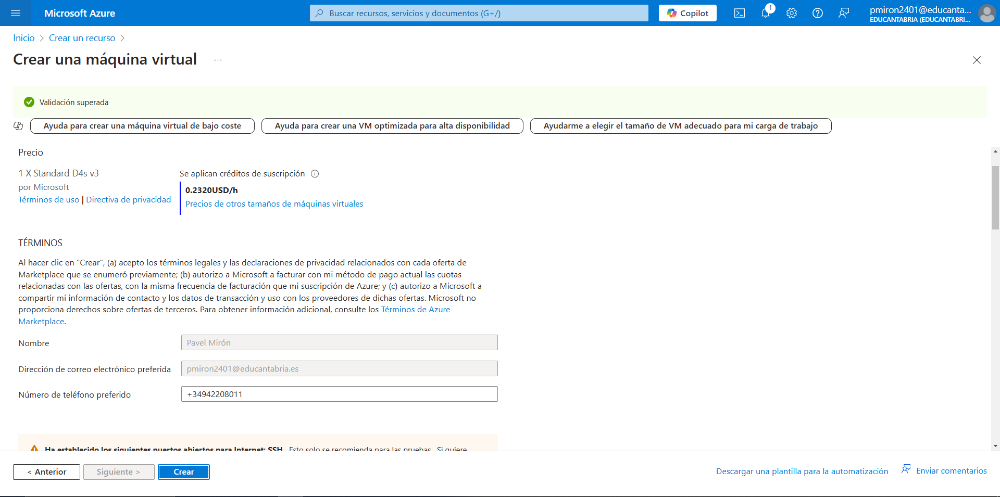 Microsoft Azure
Buscar recursos, servicios y documentos (G+/)
Copilot
1
pmiron2401@educanta...
EDUCANTABRIA (EDUCANTABRI...
Inicio > Crear un recurso >
Crear una máquina virtual ...
Validación superada
Ayuda para crear una máquina virtual de bajo coste
Ayuda para crear una VM optimizada para alta disponibilidad
Ayudarme a elegir el tamaño de VM adecuado para mi carga de trabajo
Precio
1 X Standard D4s v3
por Microsoft
Términos de uso | Directiva de privacidad
Se aplican créditos de suscripción
0.2320USD/h
Precios de otros tamaños de máquinas virtuales
TÉRMINOS
Al hacer clic en "Crear", (a) acepto los términos legales y las declaraciones de privacidad relacionados con cada oferta de
Marketplace que se enumeró previamente; (b) autorizo a Microsoft a facturar con mi método de pago actual las cuotas
relacionadas con las ofertas, con la misma frecuencia de facturación que mi suscripción de Azure; y (c) autorizo a Microsoft a
compartir mi información de contacto y los datos de transacción y uso con los proveedores de dichas ofertas. Microsoft no
proporciona derechos sobre ofertas de terceros. Para obtener información adicional, consulte los Términos de Azure
Marketplace.
Nombre
Pavel Mirón
Dirección de correo electrónico preferida
pmiron2401@educantabria.es
Número de teléfono preferido
+34942208011
Ha establecido los siguientes puertos abiertos para Internet: SSH. Esto solo se recomienda para las pruebas. Si quiere
< Anterior
Siguiente >
Crear
Descargar una plantilla para la automatización
Enviar comentarios